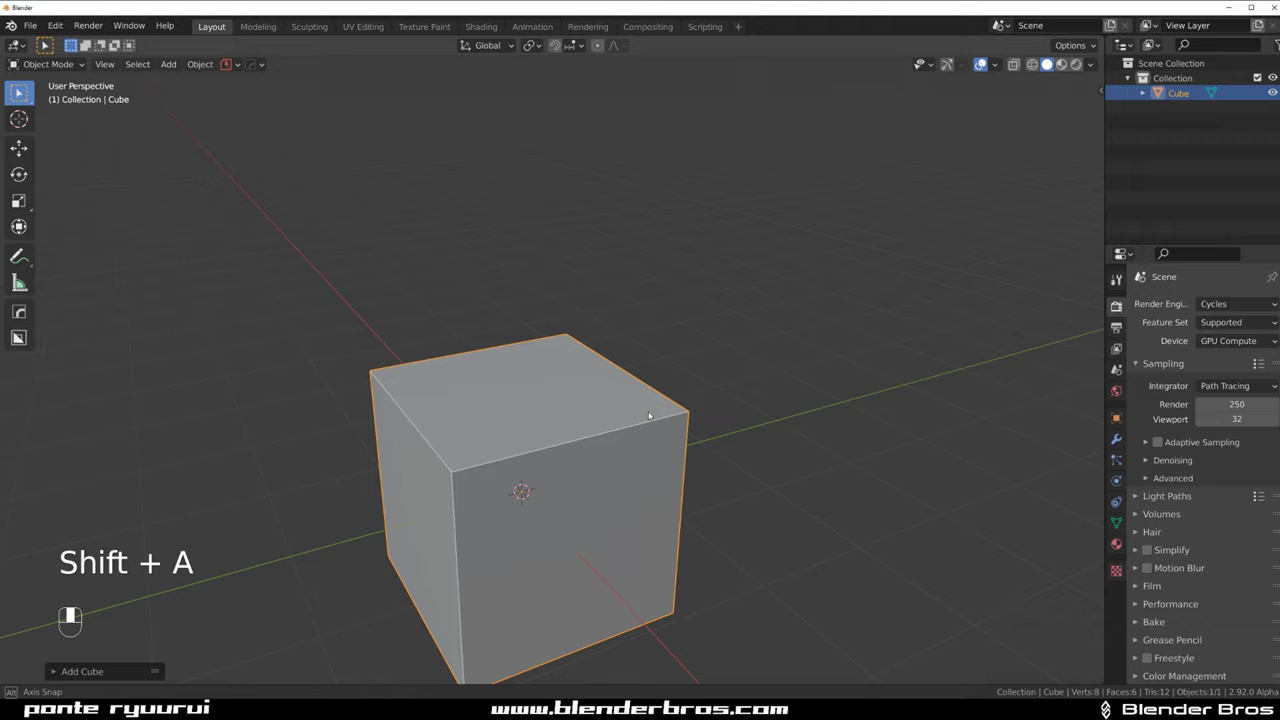 Blender
File Edit Render Window Help Layout Modeling Sculpting UV Editing Texture Paint Shading Animation Rendering Compositing Scripting + Scene View Layer
Global Options
Object Mode View Select Add Object
User Perspective
(1) Collection | Cube
Scene Collection
Collection
Cube
Scene
Render Engi... Cycles
Feature Set Supported
Device GPU Compute
Sampling
Integrator Path Tracing
Render 250
Viewport 32
Adaptive Sampling
Denoising
Advanced
Light Paths
Volumes
Hair
Simplify
Motion Blur
Film
Performance
Bake
Grease Pencil
Freestyle
Color Management
Shift + A
Add Cube
Alt Axis Snap
Collection | Cube | Verts:8 | Faces:6 | Tris:12 | Objects:1/1 | 2.92.0 Alpha
ponte ryuurui www.blenderbros.com Blender Bros